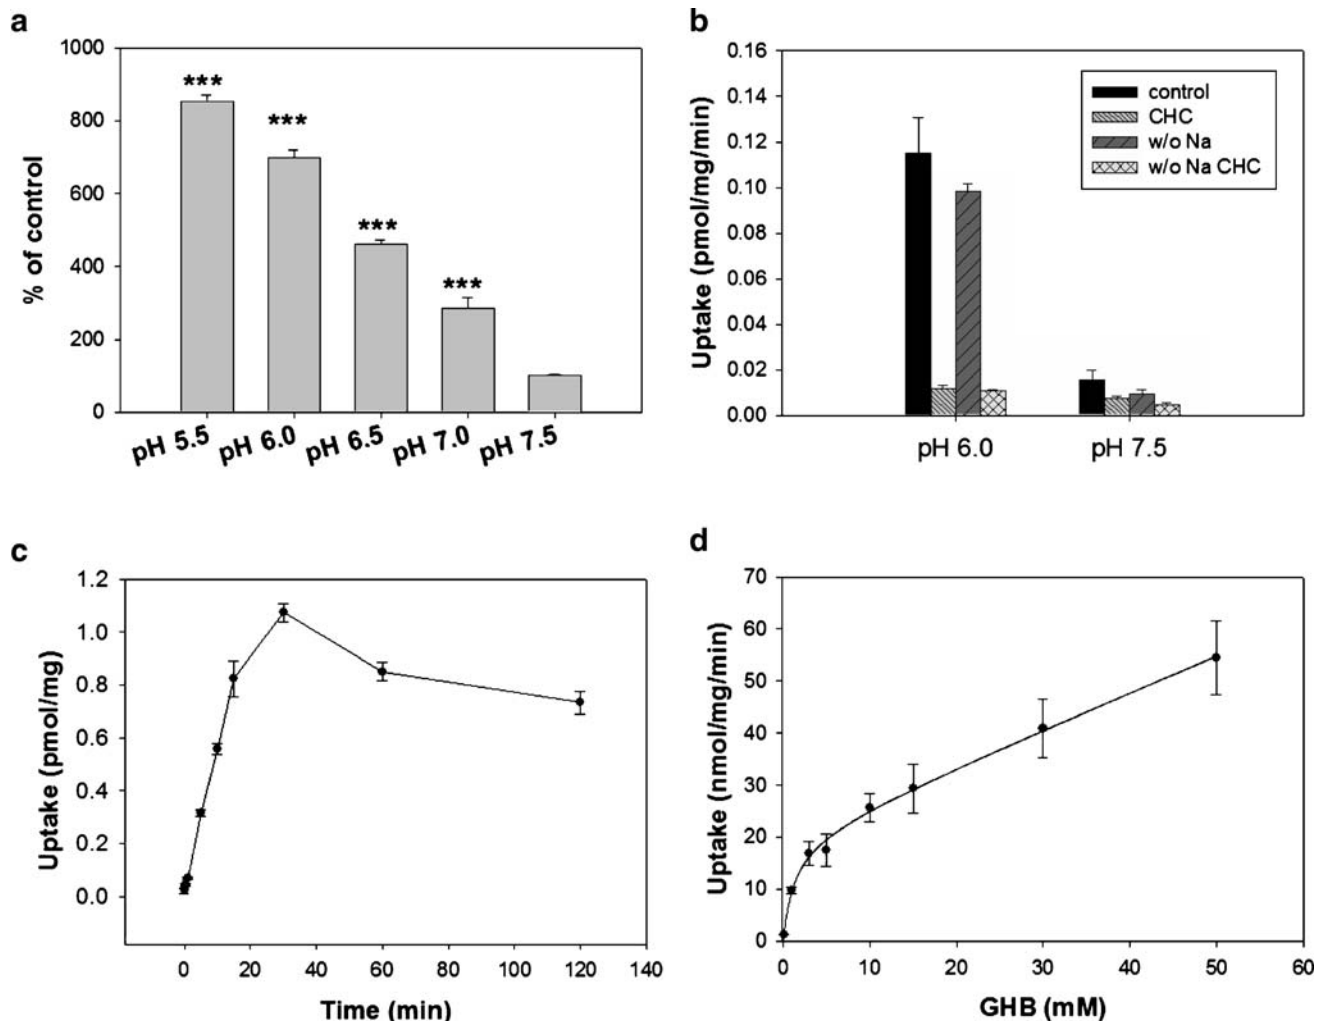 a
1000
800
600
400
200
0
% of control
***
***
***
***
pH 5.5
pH 6.0
pH 6.5
pH 7.0
pH 7.5
b
0.16
0.14
0.12
0.10
0.08
0.06
0.04
0.02
0.00
Uptake (pmol/mg/min)
control
CHC
w/o Na
w/o Na CHC
pH 6.0
pH 7.5
c
1.2
1.0
0.8
0.6
0.4
0.2
0.0
Uptake (pmol/mg)
0 20 40 60 80 100 120 140
Time (min)
d
70
60
50
40
30
20
10
0
Uptake (nmol/mg/min)
0 10 20 30 40 50 60
GHB (mM)